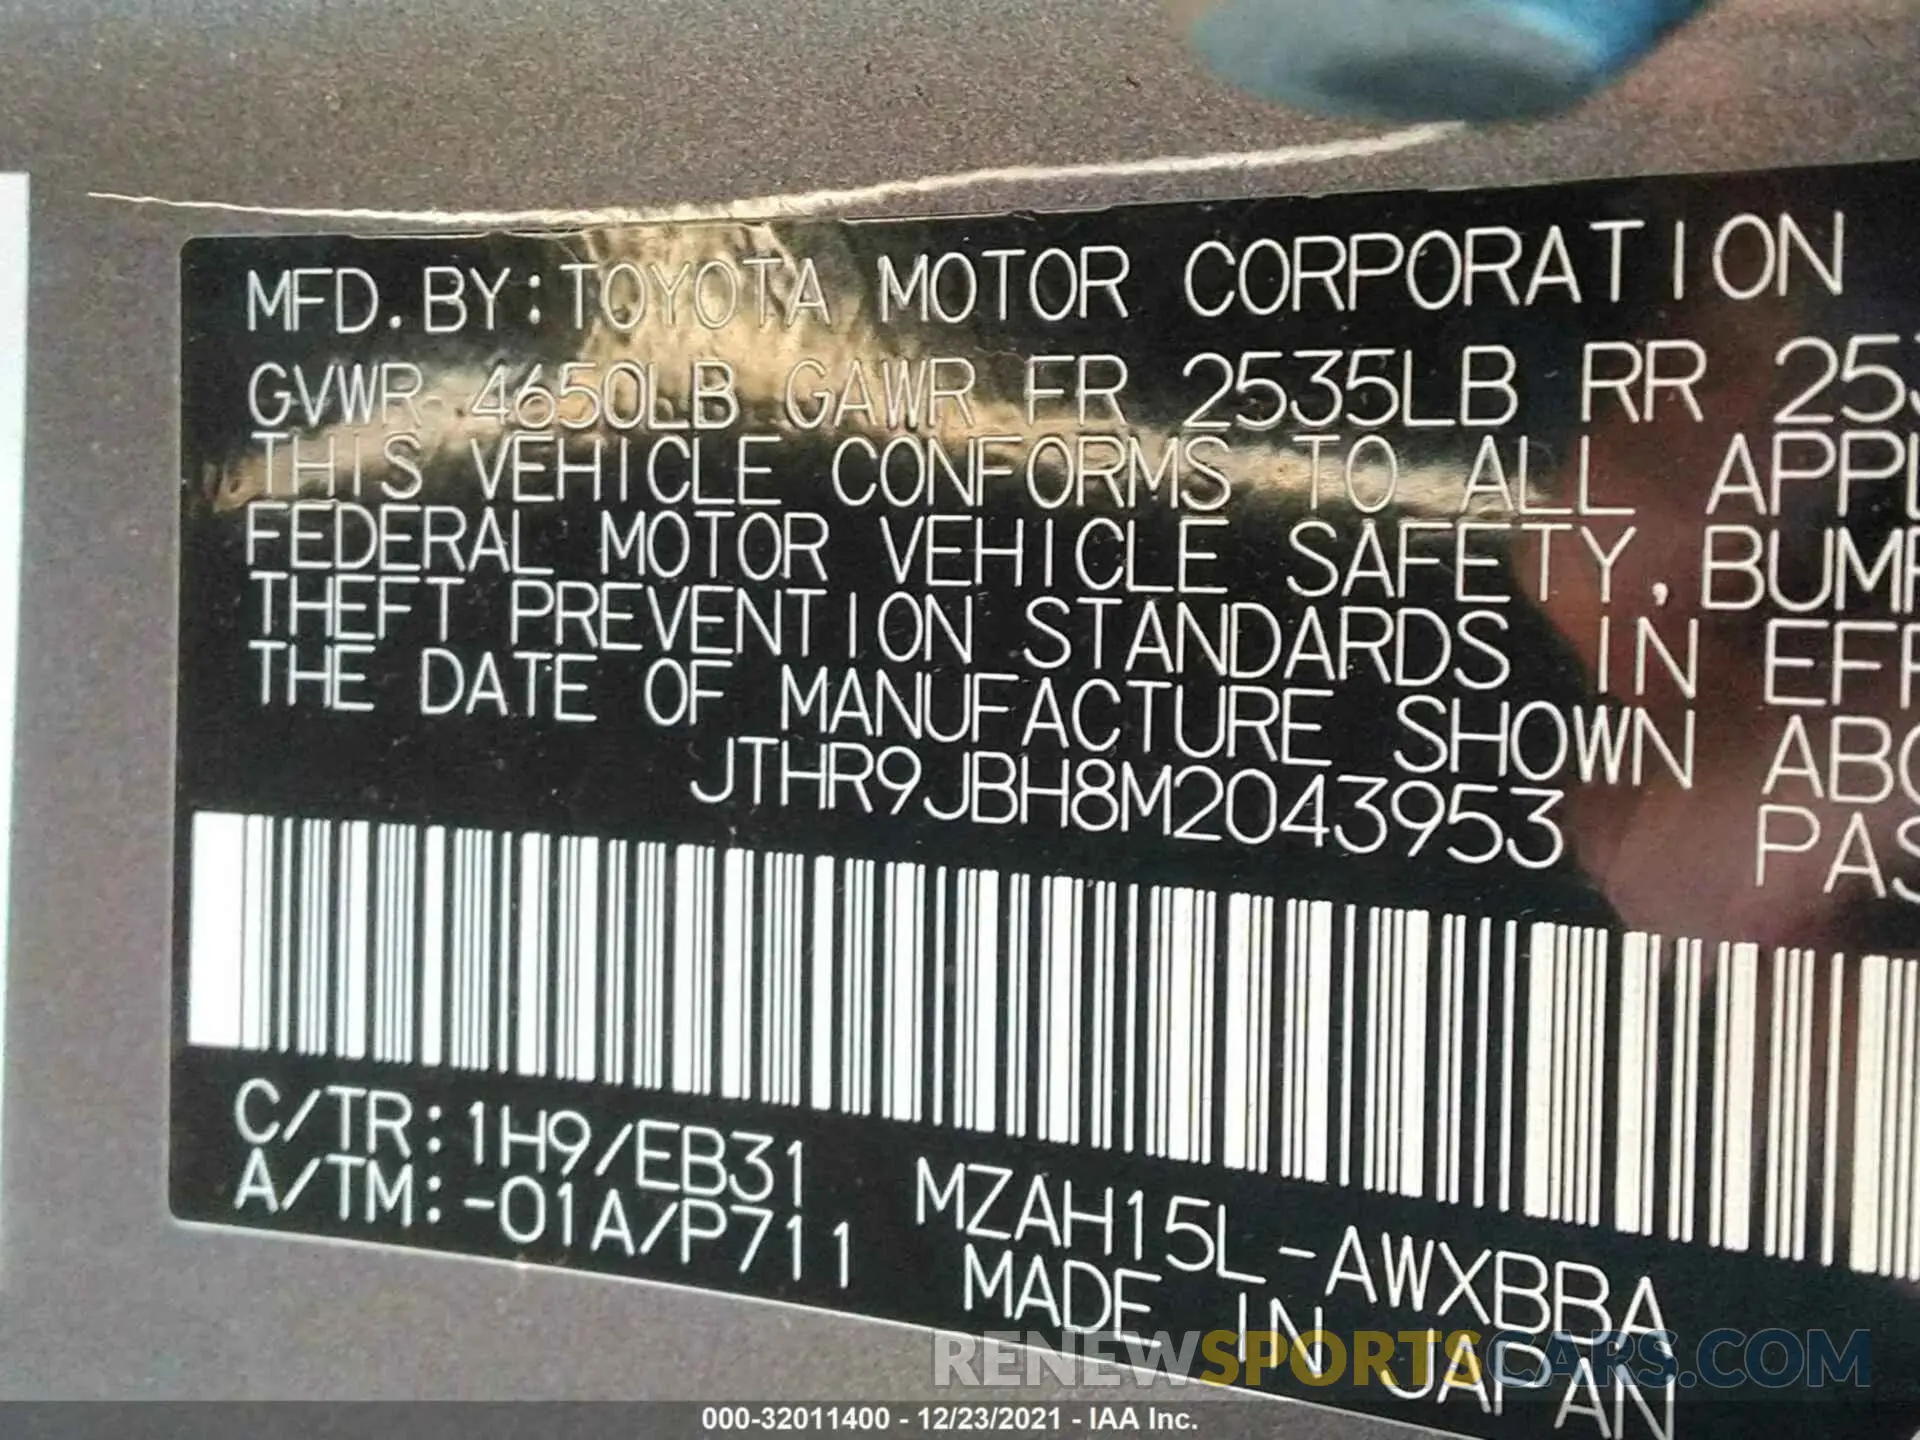 MFD. BY: TOYOTA MOTOR CORPORATION
GVWR 4650LB GAWR FR 2535LB RR 253
THIS VEHICLE CONFORMS TO ALL APPL
FEDERAL MOTOR VEHICLE SAFETY, BUMP
THEFT PREVENTION STANDARDS IN EFF
THE DATE OF MANUFACTURE SHOWN ABO
JTHR9JBH8M2043953 PAS
C/TR: 1H9/EB31
A/TM: -01A/P711
MZAH15L-AWXBBA
MADE IN JAPAN
RENEWSPORTSCARS.COM
000-32011400 - 12/23/2021 - IAA Inc.